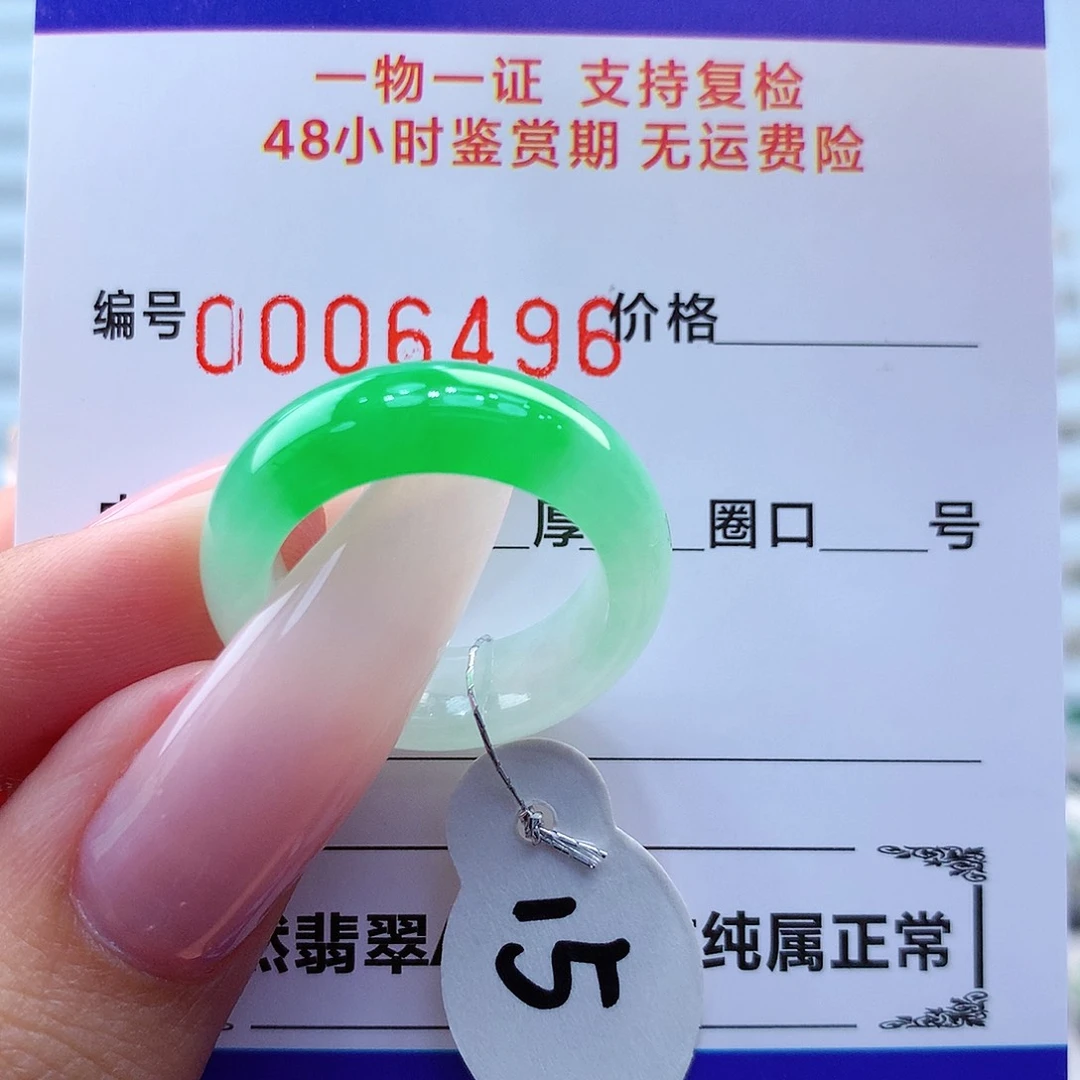 一物一证 支持复检
48小时鉴赏期 无运费险
编号 0006496 价格
厚 圈口 号
翡翠 纯属正常
15